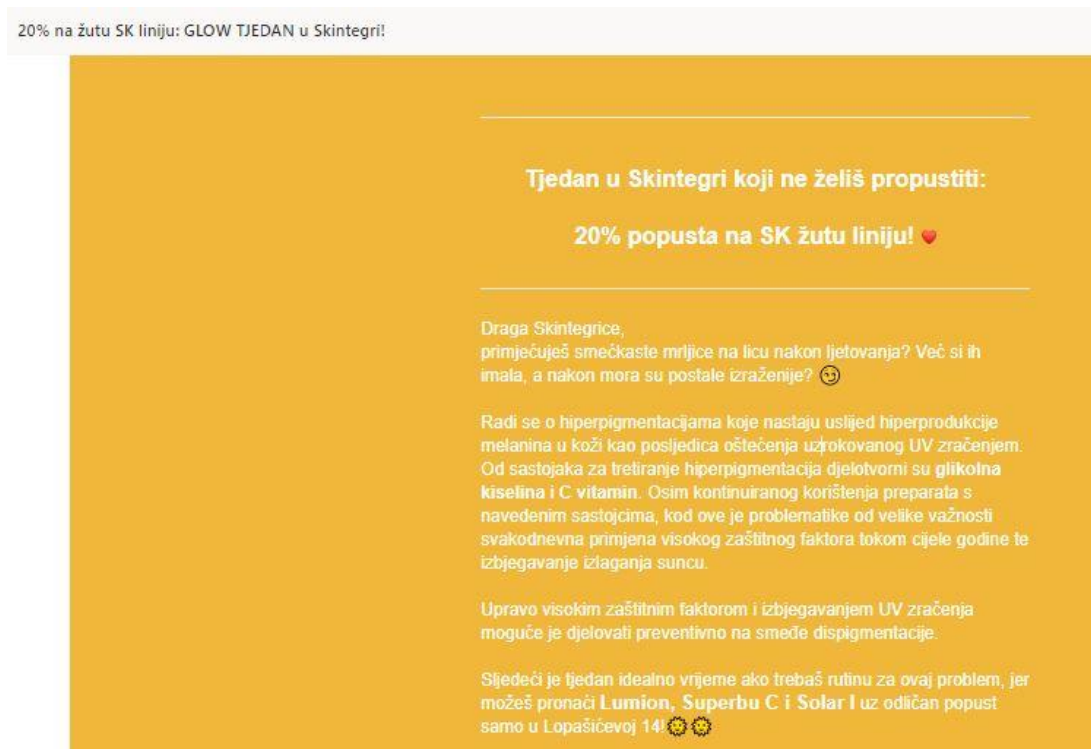 20% na žutu SK liniju: GLOW TJEDAN u Skintegri!
Tjedan u Skintegri koji ne želiš propustiti:
20% popusta na SK žutu liniju! ❤️
Draga Skintegrice,
primjećuješ smećkaste mrljice na licu nakon ljetovanja? Već si ih
imala, a nakon mora su postale izraženije? 😏
Radi se o hiperpigmentacijama koje nastaju uslijed hiperprodukcije
melanina u koži kao posljedica oštećenja uzrokovanog UV zračenjem.
Od sastojaka za tretiranje hiperpigmentacija djelotvorni su glikolna
kiselina i C vitamin. Osim kontinuiranog korištenja preparata s
navedenim sastojcima, kod ove je problematike od velike važnosti
svakodnevna primjena visokog zaštitnog faktora tokom cijele godine te
izbjegavanje izlaganja suncu.
Upravo visokim zaštitnim faktorom i izbjegavanjem UV zračenja
moguće je djelovati preventivno na smeđe dispigmentacije.
Sljedeći je tjedan idealno vrijeme ako trebaš rutinu za ovaj problem, jer
možeš pronaći Lumion, Superbu C i Solar I uz odličan popust
samo u Lopašićevoj 14!🌞🌞